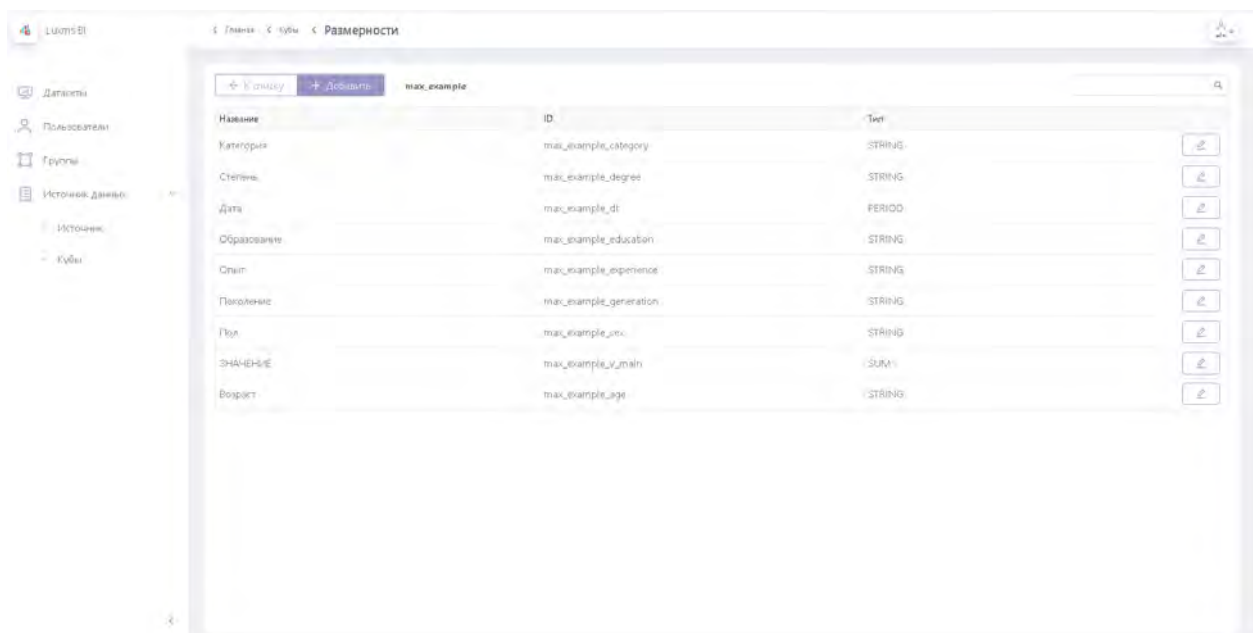 Luxms BI
Главная Кубы Размерности
Датасеты
Пользователи
Группы
Источник данных
Источник
Кубы
К списку
Добавить
max_example
Название ID Тип
Категория max_example_category STRING
Степень max_example_degree STRING
Дата max_example_dt PERIOD
Образование max_example_education STRING
Опыт max_example_experience STRING
Поколение max_example_generation STRING
Пол max_example_sex STRING
ЗНАЧЕНИЕ max_example_v_main SUM
Возраст max_example_age STRING